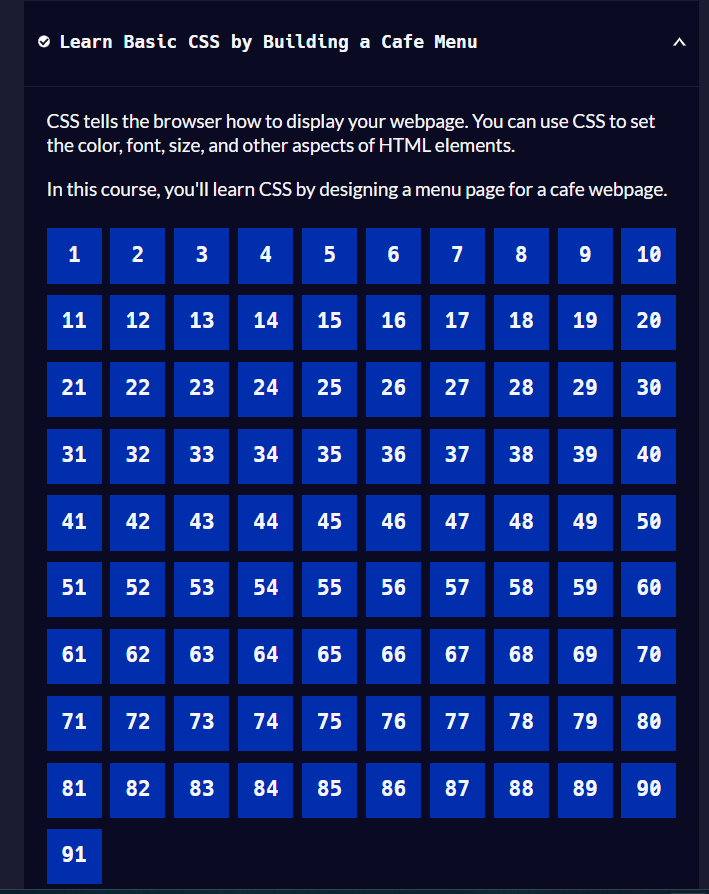 Learn Basic CSS by Building a Cafe Menu
CSS tells the browser how to display your webpage. You can use CSS to set
the color, font, size, and other aspects of HTML elements.
In this course, you'll learn CSS by designing a menu page for a cafe webpage.
1 2 3 4 5 6 7 8 9 10
11 12 13 14 15 16 17 18 19 20
21 22 23 24 25 26 27 28 29 30
31 32 33 34 35 36 37 38 39 40
41 42 43 44 45 46 47 48 49 50
51 52 53 54 55 56 57 58 59 60
61 62 63 64 65 66 67 68 69 70
71 72 73 74 75 76 77 78 79 80
81 82 83 84 85 86 87 88 89 90
91